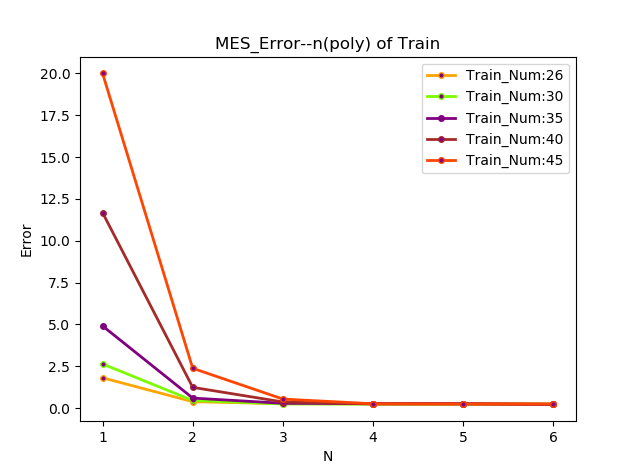 MES_Error--n(poly) of Train
20.0
17.5
15.0
12.5
10.0
7.5
5.0
2.5
0.0
Error
Train_Num:26
Train_Num:30
Train_Num:35
Train_Num:40
Train_Num:45
1 2 3 4 5 6
N